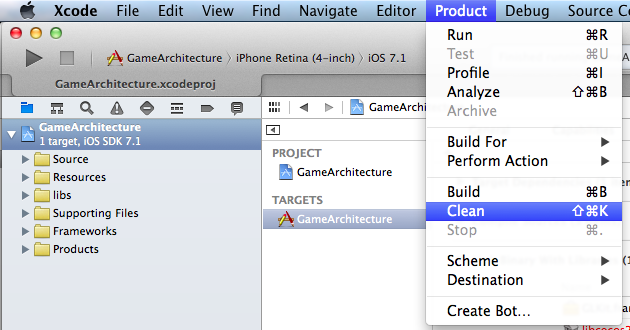 Xcode File Edit View Find Navigate Editor Product Debug Source Co
GameArchitecture 〉 iPhone Retina (4-inch) 〉 iOS 7.1
GameArchitecture.xcodeproj
GameArchitecture
1 target, iOS SDK 7.1
Source
Resources
libs
Supporting Files
Frameworks
Products
GameArchitec
PROJECT
GameArchitecture
TARGETS
GameArchitecture
Run ⌘R
Test ⌘U
Profile ⌘I
Analyze ⇧⌘B
Archive
Build For
Perform Action
Build ⌘B
Clean ⇧⌘K
Stop ⌘.
Scheme
Destination
Create Bot...